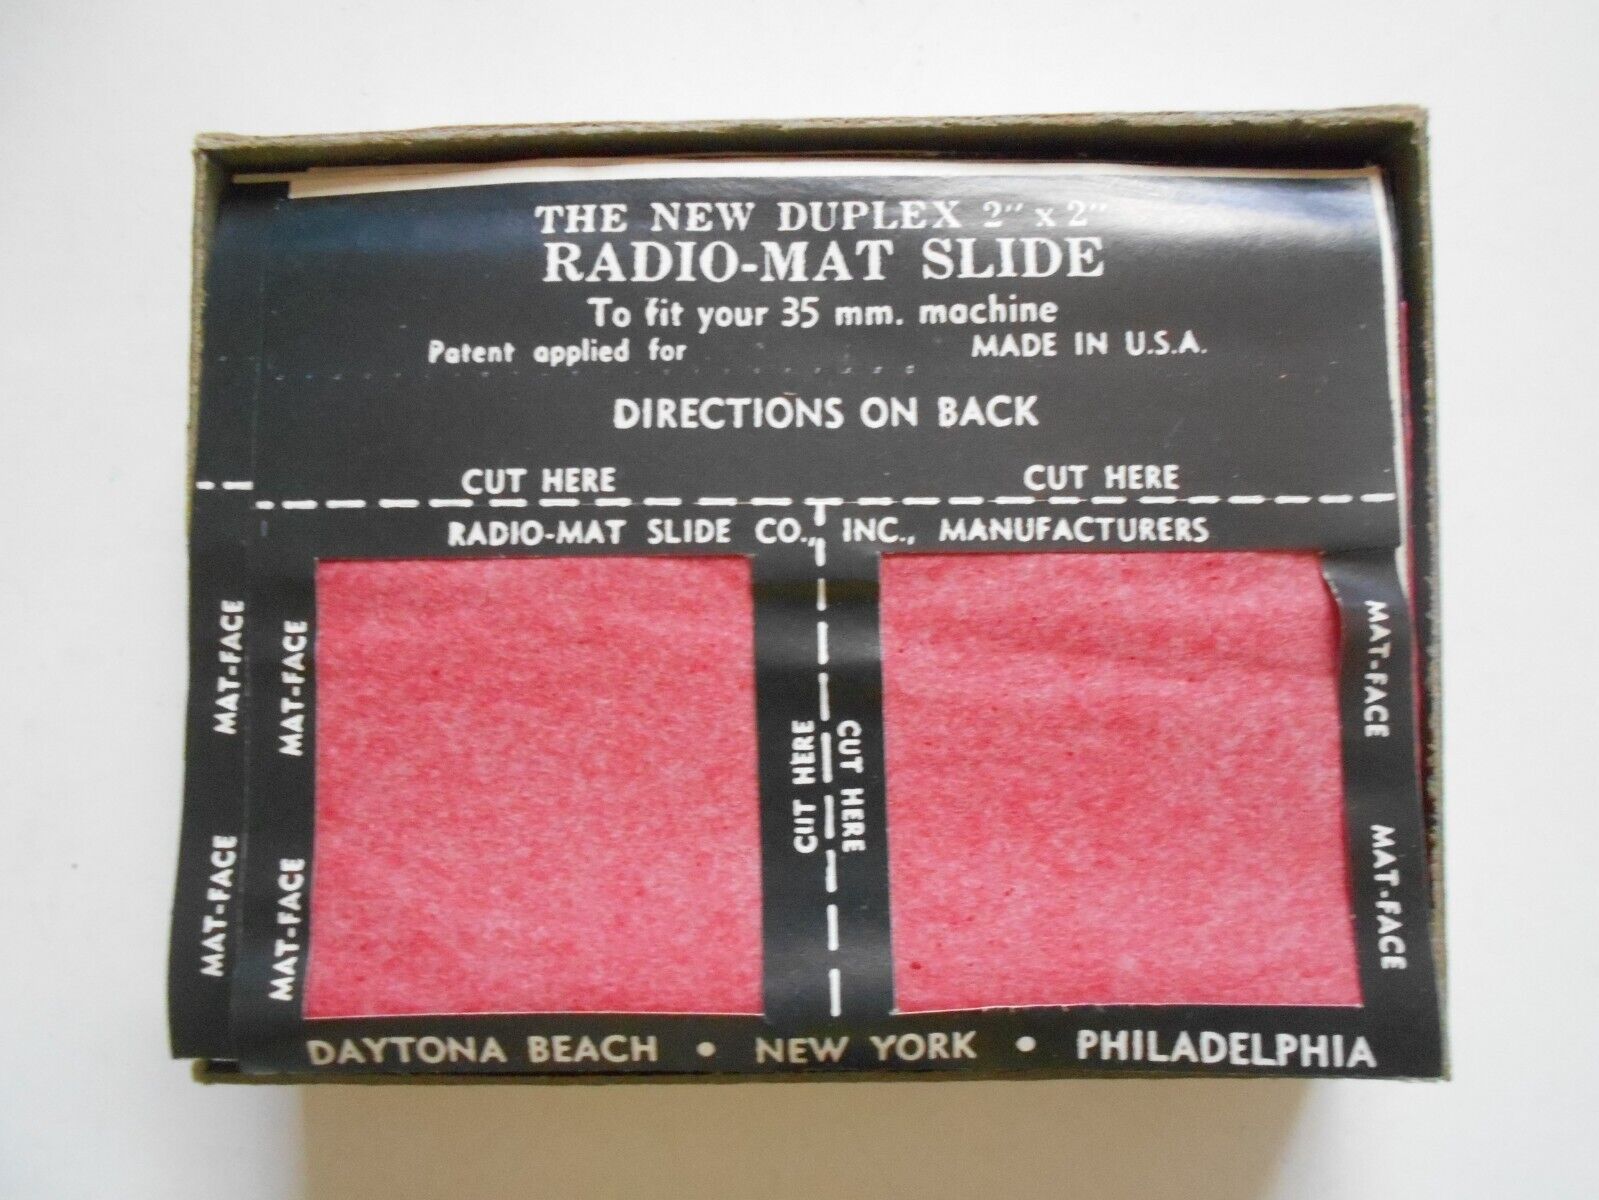 THE NEW DUPLEX 2" x 2"
RADIO-MAT SLIDE
To fit your 35 mm. machine
Patent applied for MADE IN U.S.A.
DIRECTIONS ON BACK
CUT HERE CUT HERE
RADIO-MAT SLIDE CO., INC., MANUFACTURERS
MAT-FACE
MAT-FACE
MAT-FACE
MAT-FACE
CUT HERE
CUT HERE
MAT-FACE
MAT-FACE
DAYTONA BEACH • NEW YORK • PHILADELPHIA